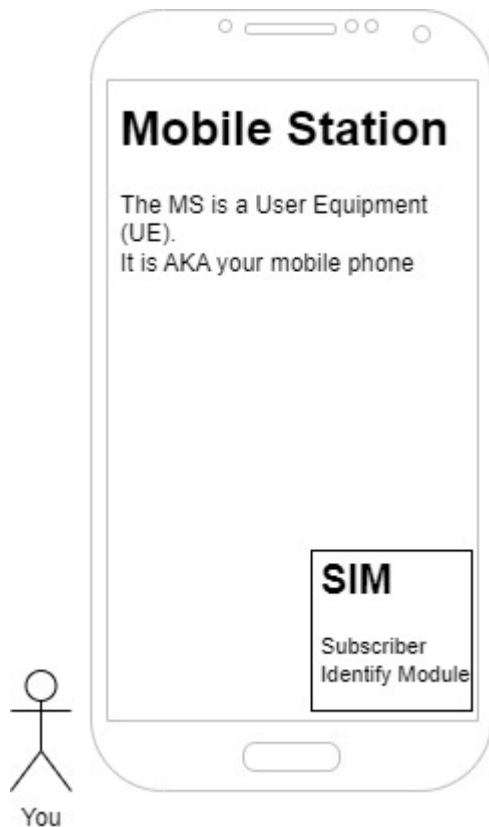 Mobile Station
The MS is a User Equipment
(UE).
It is AKA your mobile phone
SIM
Subscriber
Identify Module
You